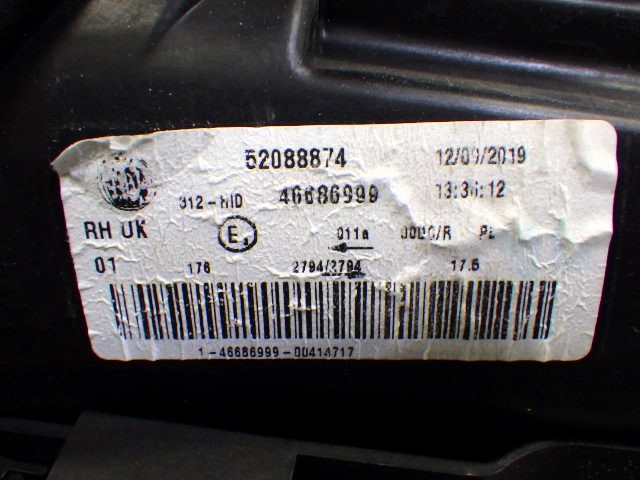 52088874 12/09/2019
312-HID 46686999 13:36:12
RH UK E3 011a
01 176 2794/2794 17.5
1-46686999-00414717